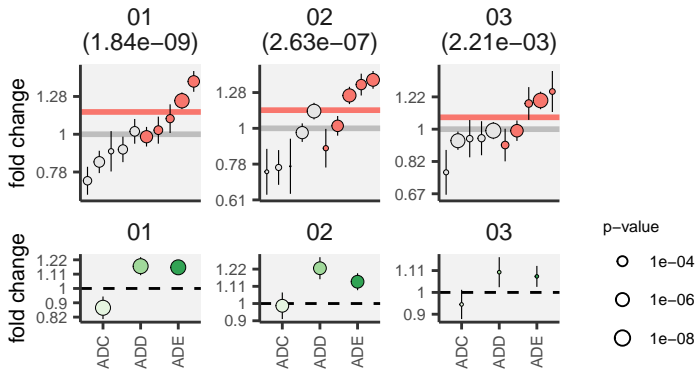 01
(1.84e−09)
02
(2.63e−07)
03
(2.21e−03)
fold change
1.28
1
0.78
1.28
1
0.78
0.61
1.22
1
0.82
0.67
01
02
03
fold change
1.22
1.11
1
0.9
0.82
1.22
1.11
1
0.9
1.11
1
0.9
ADC
ADD
ADE
ADC
ADD
ADE
ADC
ADD
ADE
p−value
1e−04
1e−06
1e−08